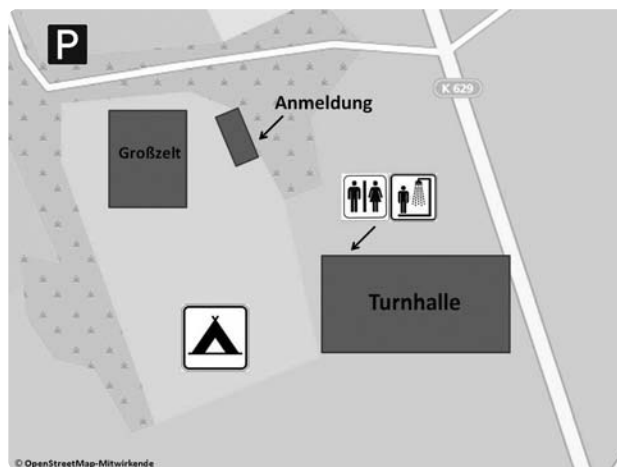 P
K 629
Anmeldung
Großzelt
Turnhalle
© OpenStreetMap-Mitwirkende